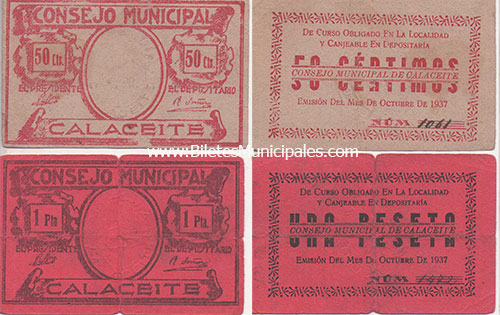 CONSEJO MUNICIPAL
50 Cts. 50 Cts.
EL PRESIDENTE EL DEPOSITARIO
CALACEITE
DE CURSO OBLIGADO EN LA LOCALIDAD
Y CANJEABLE EN DEPOSITARÍA
50 CÉRTIMOS
CONSEJO MUNICIPAL DE CALACEITE
EMISIÓN DEL MES DE OCTUBRE DE 1937
NÚM 1061
www.BilletesMunicipales.com
CONSEJO MUNICIPAL
1 Pta. 1 Pta.
EL PRESIDENTE EL DEPOSITARIO
CALACEITE
DE CURSO OBLIGADO EN LA LOCALIDAD
Y CANJEABLE EN DEPOSITARÍA
URA PESETA
CONSEJO MUNICIPAL DE CALACEITE
EMISIÓN DEL MES DE OCTUBRE DE 1937
NÚM